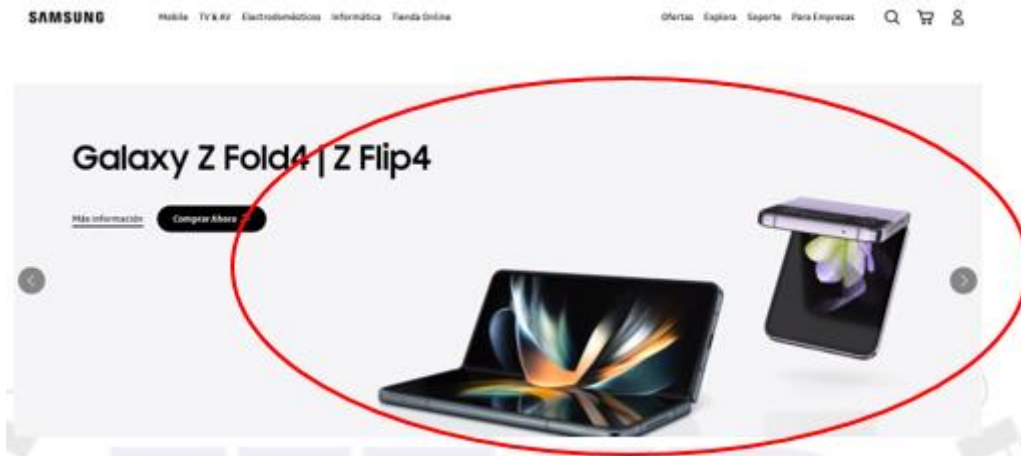 SAMSUNG Mobile TV & AV Electrodomésticos Informática Tienda Online Ofertas Explora Soporte Para Empresas
Galaxy Z Fold4 | Z Flip4
Más información Comprar Ahora